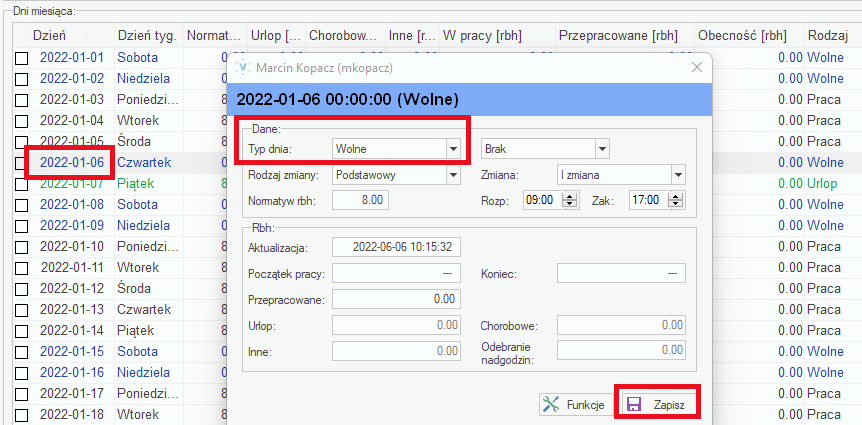 Dni miesiąca:
Dzień Dzień tyg. Normat... Urlop [... Chorobow... Inne [r... W pracy [rbh] Przepracowane [rbh] Obecność [rbh] Rodzaj
2022-01-01 Sobota 0.00 Wolne
2022-01-02 Niedziela 0.00 Wolne
2022-01-03 Poniedzi... 0.00 Praca
2022-01-04 Wtorek 0.00 Praca
2022-01-05 Środa 0.00 Praca
2022-01-06 Czwartek 0.00 Wolne
2022-01-07 Piątek 8 0.00 Urlop
2022-01-08 Sobota 0.00 Wolne
2022-01-09 Niedziela 0.00 Wolne
2022-01-10 Poniedzi... 8 0.00 Praca
2022-01-11 Wtorek 8 0.00 Praca
2022-01-12 Środa 8 0.00 Praca
2022-01-13 Czwartek 8 0.00 Praca
2022-01-14 Piątek 8 0.00 Praca
2022-01-15 Sobota 0.00 Wolne
2022-01-16 Niedziela 0.00 Wolne
2022-01-17 Poniedzi... 8 0.00 Praca
2022-01-18 Wtorek 8 0.00 Praca
Marcin Kopacz (mkopacz)
2022-01-06 00:00:00 (Wolne)
Dane:
Typ dnia: Wolne Brak
Rodzaj zmiany: Podstawowy Zmiana: I zmiana
Normatyw rbh: 8.00 Rozp: 09:00 Zak: 17:00
Rbh:
Aktualizacja: 2022-06-06 10:15:32
Początek pracy: --- Koniec: ---
Przepracowane: 0.00
Urlop: 0.00 Chorobowe: 0.00
Inne: 0.00 Odebranie nadgodzin: 0.00
Funkcje Zapisz